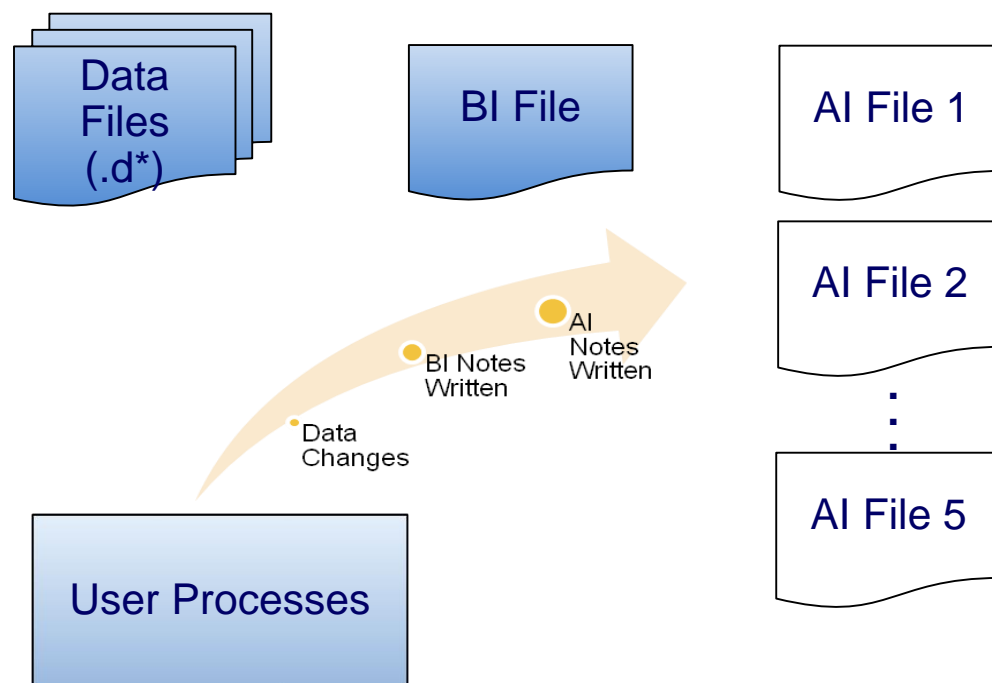 Data
Files
(.d*)
BI File
AI File 1
AI File 2
AI
Notes
Written
BI Notes
Written
Data
Changes
AI File 5
User Processes